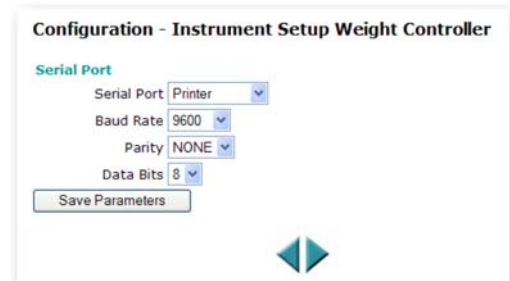 Configuration - Instrument Setup Weight Controller
Serial Port
Serial Port Printer
Baud Rate 9600
Parity NONE
Data Bits 8
Save Parameters